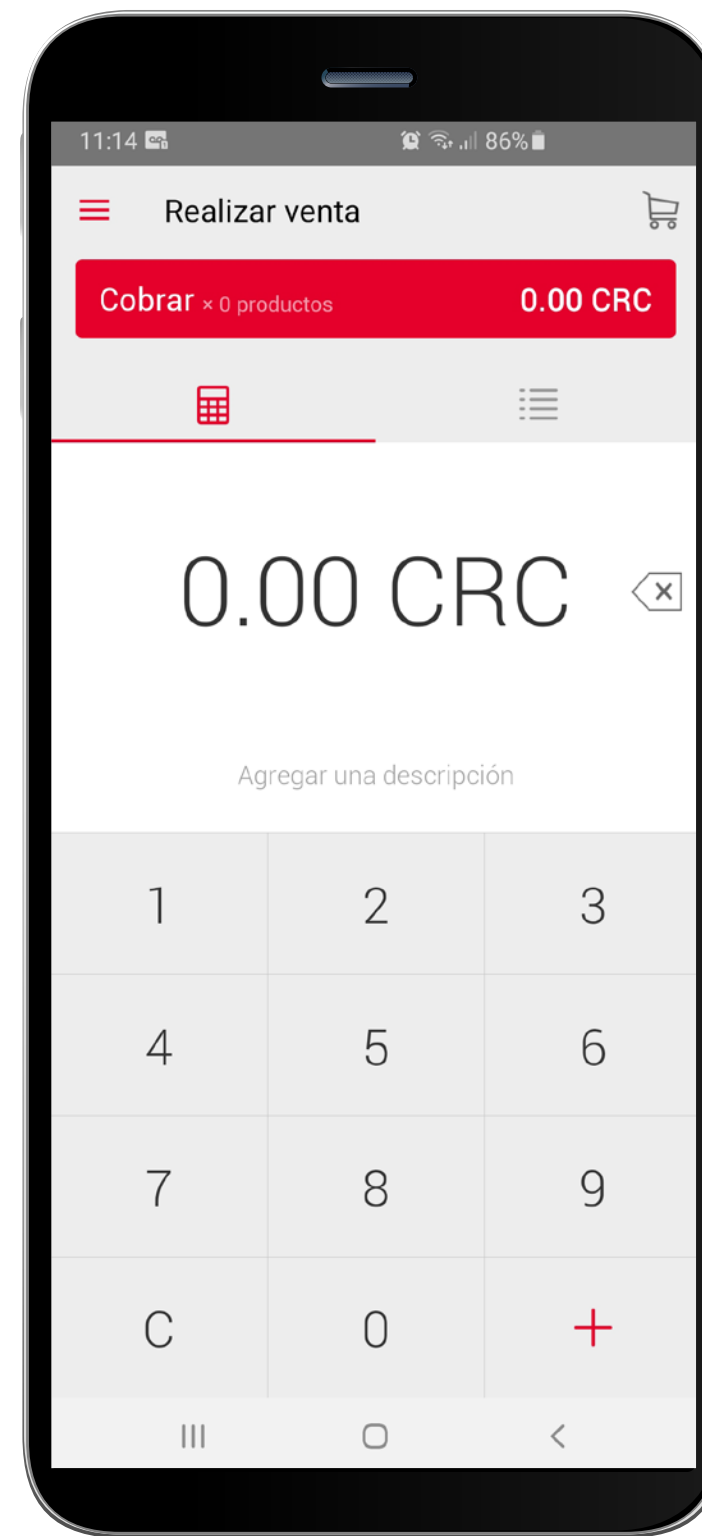 11:14 86%
Realizar venta
Cobrar × 0 productos 0.00 CRC
0.00 CRC
Agregar una descripción
1 2 3
4 5 6
7 8 9
C 0 +